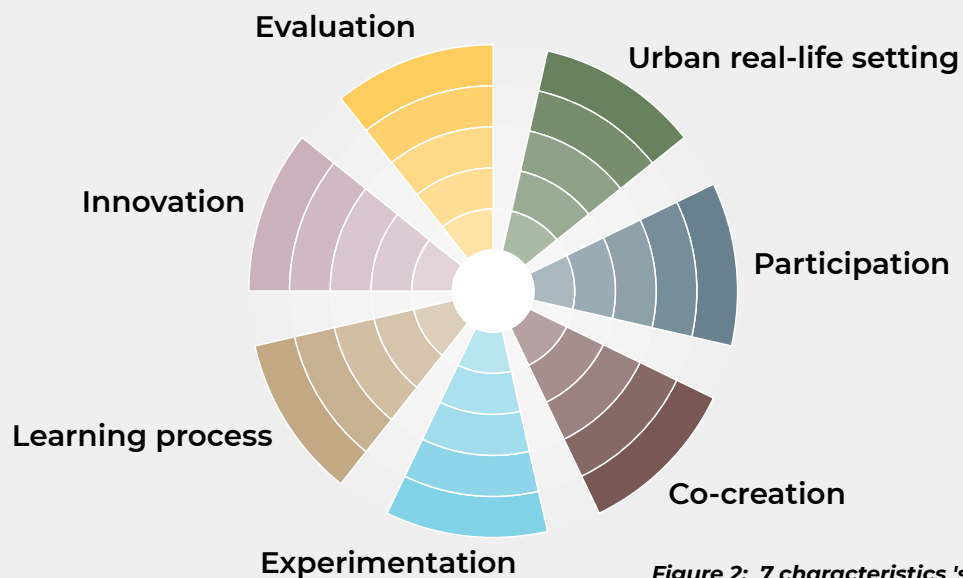 Evaluation
Urban real-life setting
Innovation
Participation
Learning process
Co-creation
Experimentation
Figure 2: 7 characteristics 's